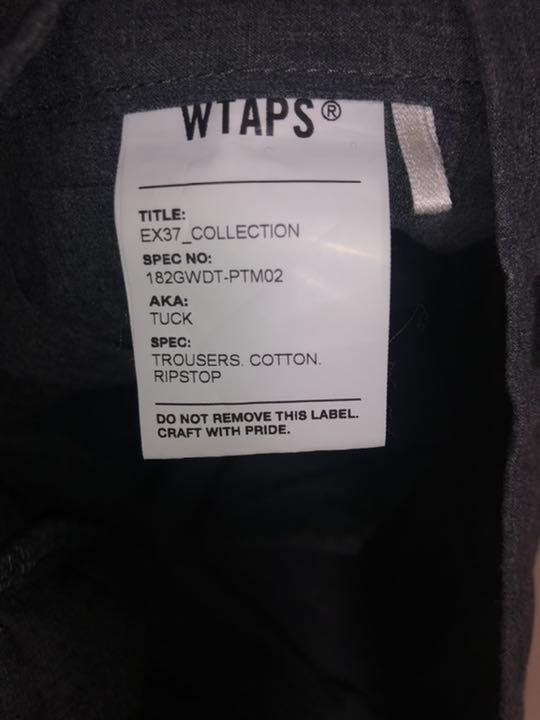 WTAPS®
TITLE:
EX37_COLLECTION
SPEC NO:
182GWDT-PTM02
AKA:
TUCK
SPEC:
TROUSERS. COTTON.
RIPSTOP
DO NOT REMOVE THIS LABEL.
CRAFT WITH PRIDE.